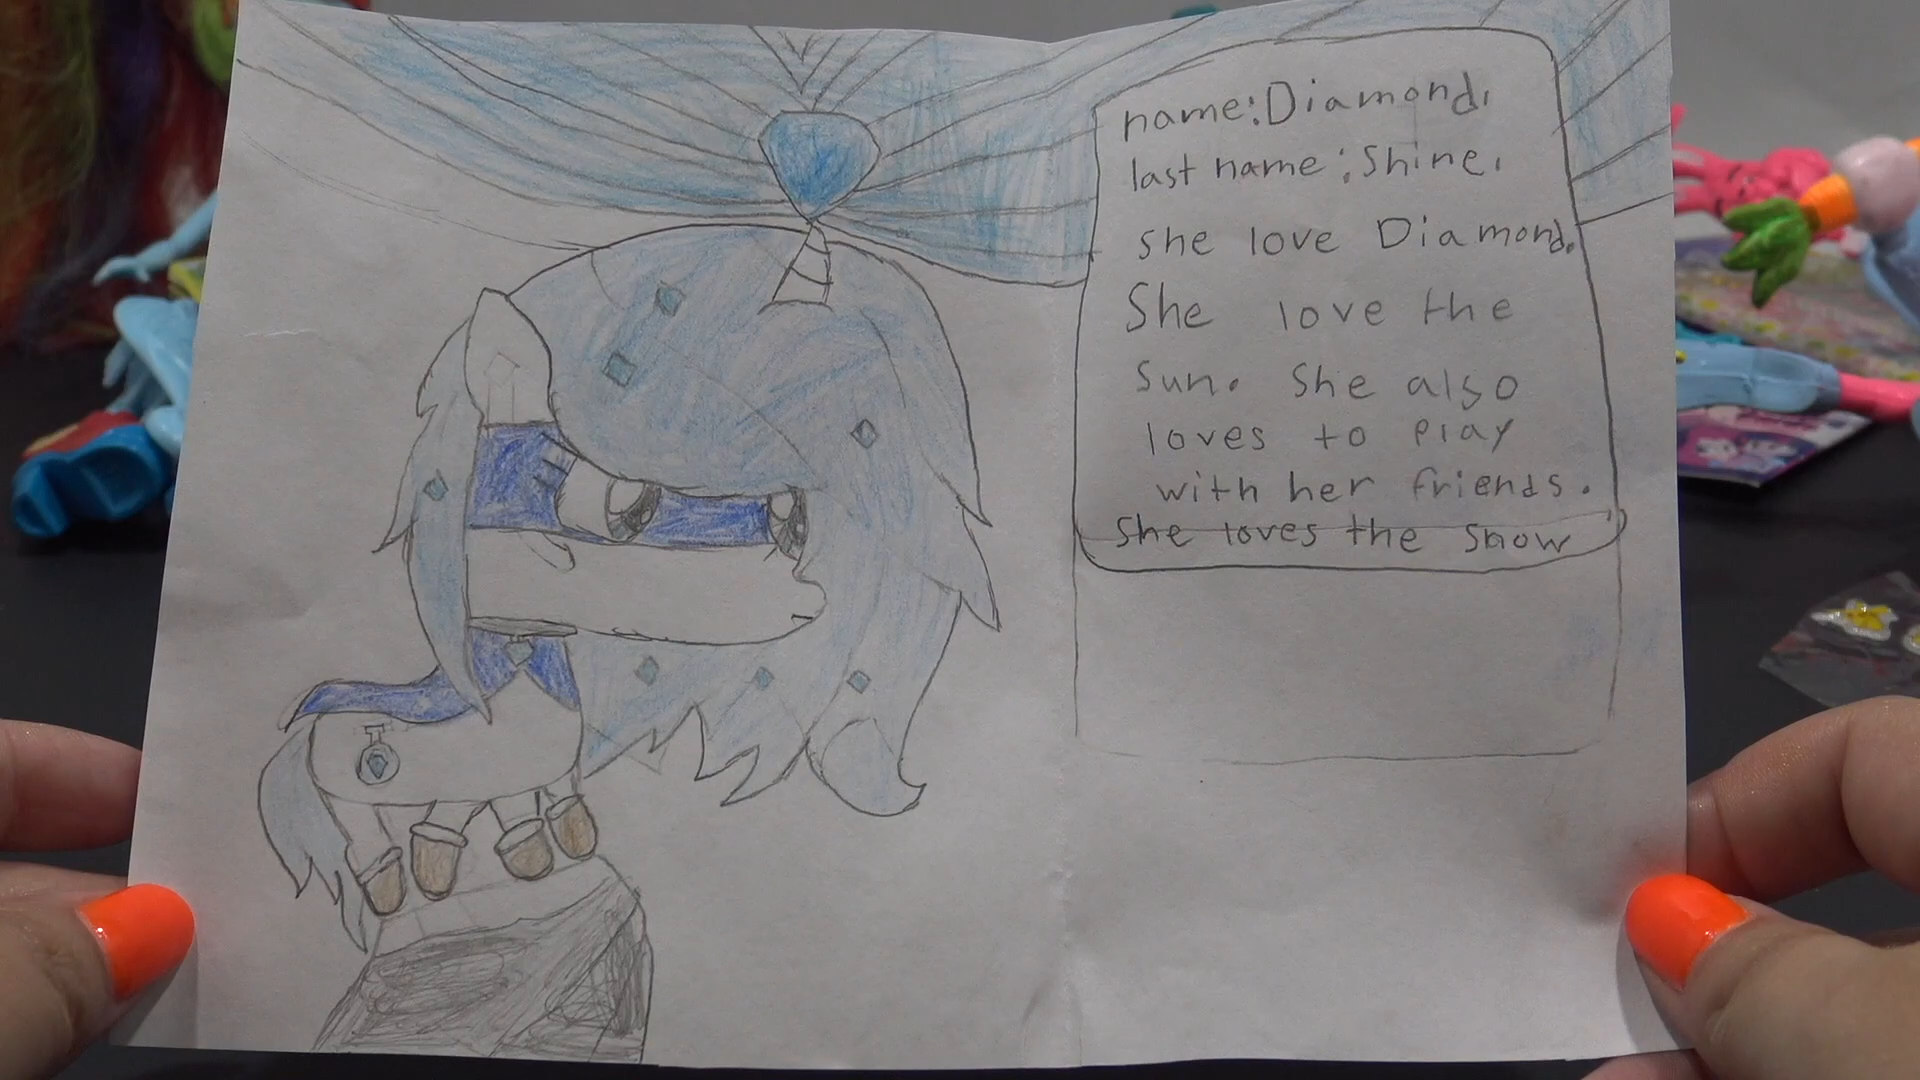 name:Diamond.
last name:Shine.
she love Diamond.
She love the
sun. She also
loves to play
with her friends.
She loves the snow